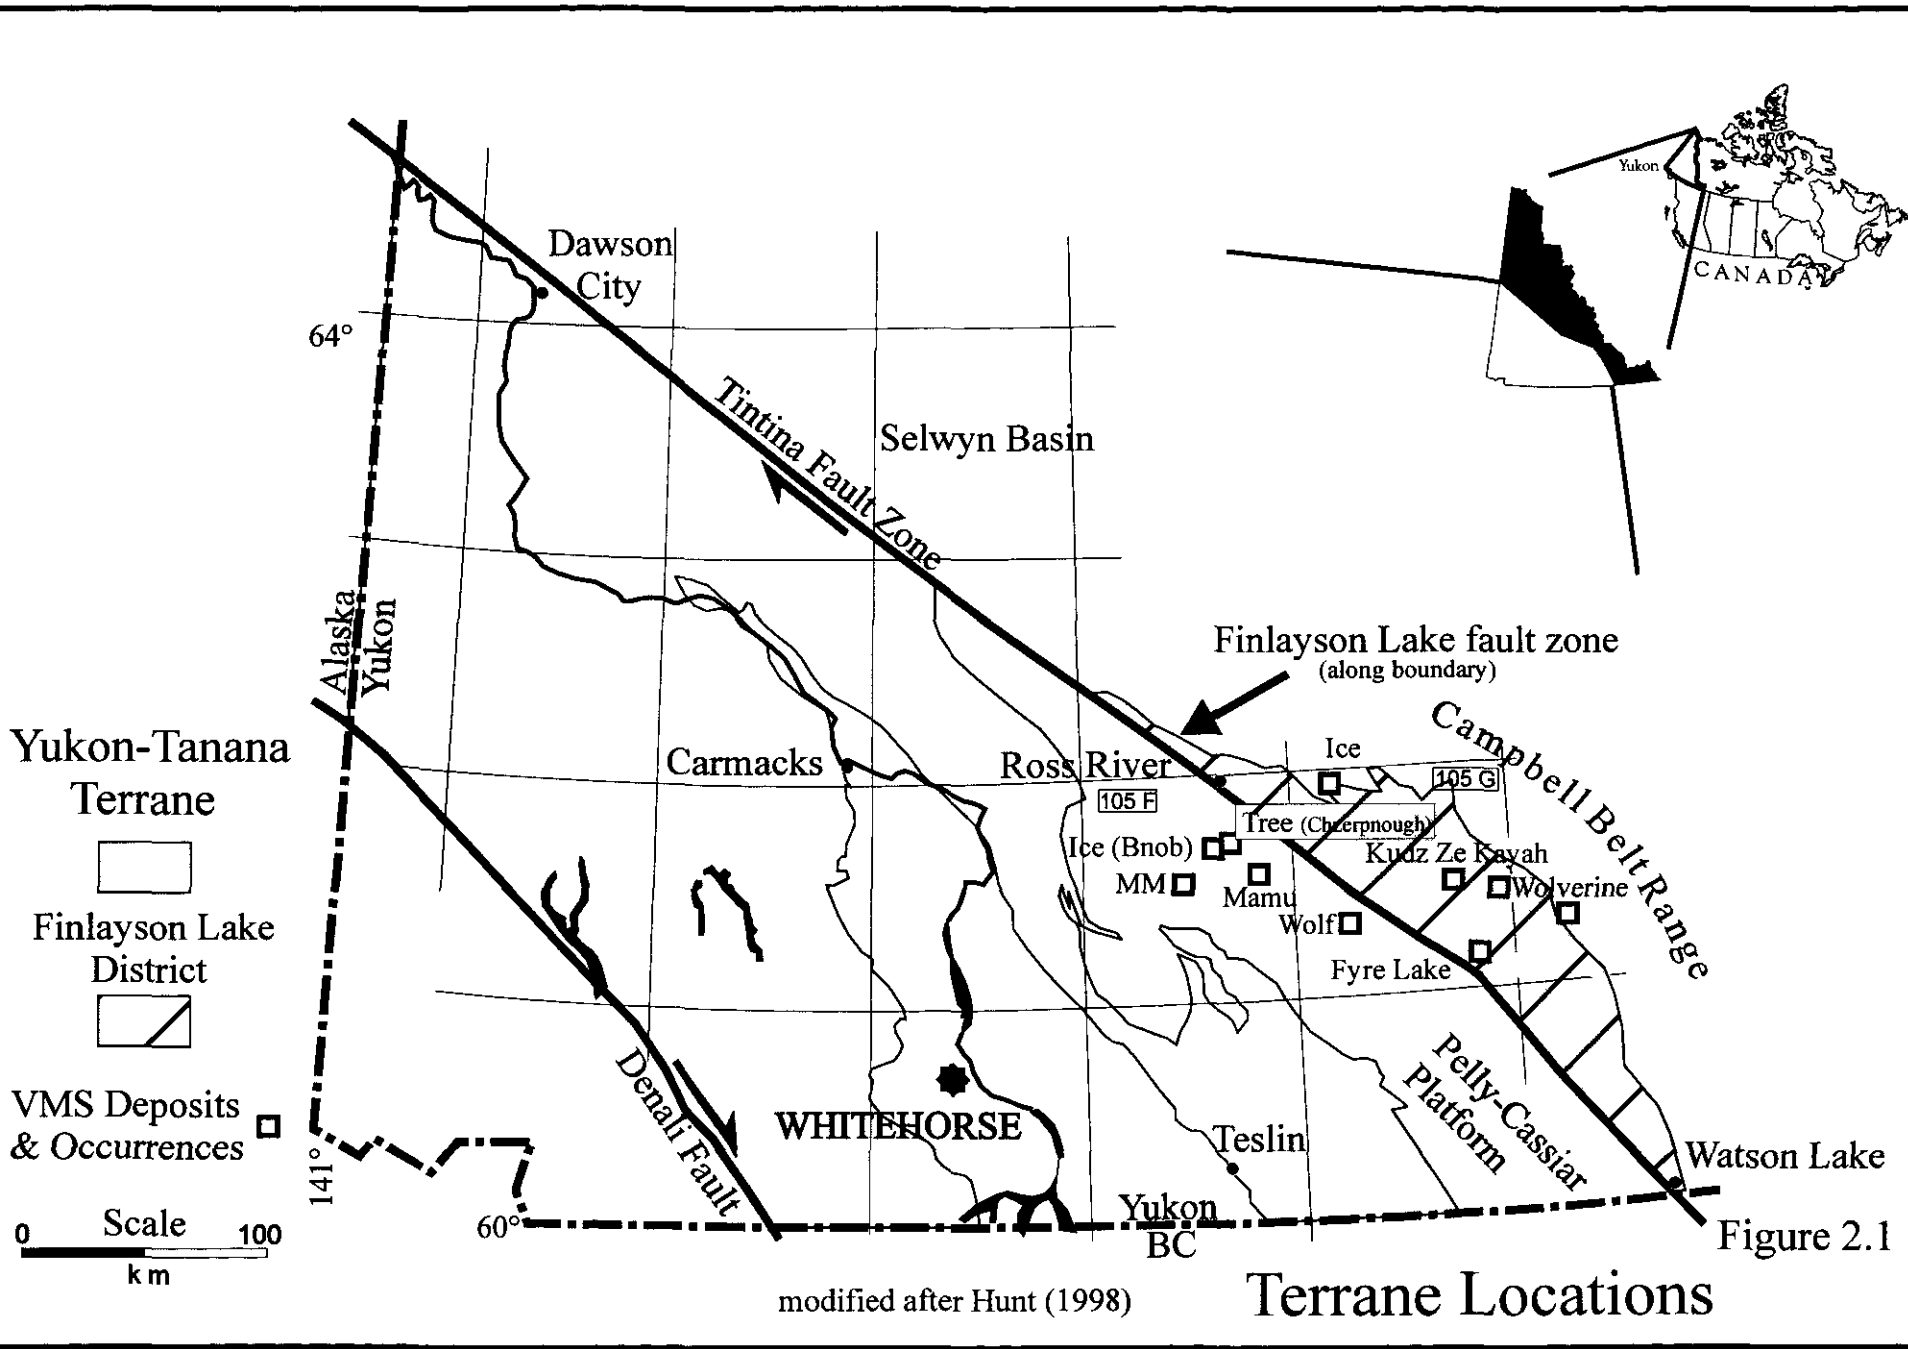 Yukon
CANADA
Dawson
City
64°
Tintina Fault Zone
Selwyn Basin
Alaska
Yukon
Finlayson Lake fault zone
(along boundary)
Campbell Belt Range
Yukon-Tanana
Terrane
Carmacks
Ross River
Ice
105 G
105 F
Tree (Chzerpnough)
Ice (Bnob)
Kudz Ze Kayah
MM
Mamu
Wolverine
Wolf
Finlayson Lake
District
Fyre Lake
Pelly-Cassiar
Platform
Denali Fault
VMS Deposits
& Occurrences
WHITEHORSE
Teslin
Watson Lake
141°
60°
Yukon
BC
Scale
0 100
km
Figure 2.1
modified after Hunt (1998)
Terrane Locations